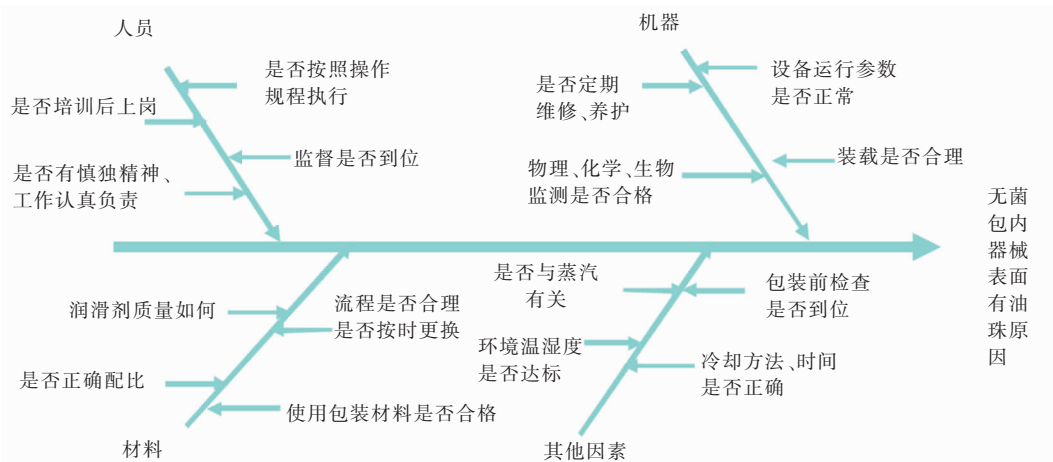 人员
是否按照操作
规程执行
是否培训后上岗
监督是否到位
是否有慎独精神、
工作认真负责
机器
设备运行参数
是否正常
是否定期
维修、养护
装载是否合理
物理、化学、生物
监测是否合格
无菌
包内
器械
表面
有油
珠原
因
润滑剂质量如何
流程是否合理
是否按时更换
是否正确配比
使用包装材料是否合格
材料
是否与蒸汽
有关
包装前检查
是否到位
环境温湿度
是否达标
冷却方法、时间
是否正确
其他因素